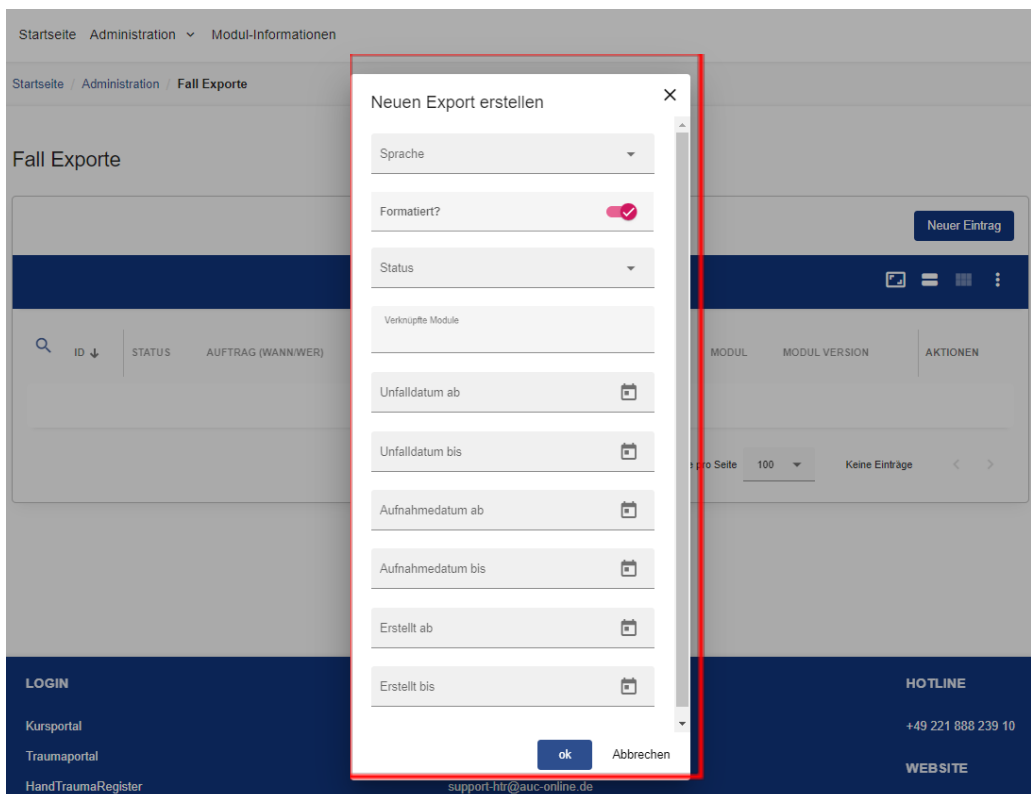 Startseite Administration Modul-Informationen
Startseite / Administration / Fall Exporte
Fall Exporte
Neuer Eintrag
ID STATUS AUFTRAG (WANN/WER) MODUL MODUL VERSION AKTIONEN
pro Seite 100 Keine Einträge
Neuen Export erstellen
Sprache
Formatiert?
Status
Verknüpfte Module
Unfalldatum ab
Unfalldatum bis
Aufnahmedatum ab
Aufnahmedatum bis
Erstellt ab
Erstellt bis
ok Abbrechen
LOGIN
Kursportal
Traumaportal
HandTraumaRegister
support-htr@auc-online.de
HOTLINE
+49 221 888 239 10
WEBSITE